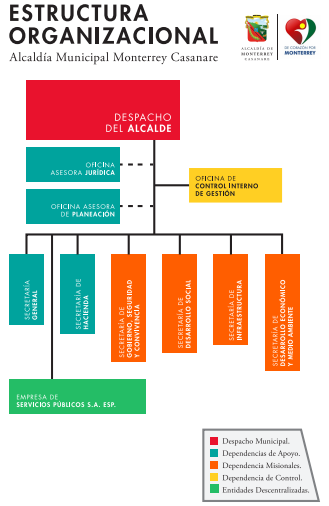 ESTRUCTURA
ORGANIZACIONAL
Alcaldía Municipal Monterrey Casanare
ALCALDÍA DE
MONTERREY
CASANARE
DE CORAZÓN POR
MONTERREY
DESPACHO
DEL ALCALDE
OFICINA
ASESORA JURÍDICA
OFICINA DE
CONTROL INTERNO
DE GESTIÓN
OFICINA ASESORA
DE PLANEACIÓN
SECRETARÍA
GENERAL
SECRETARÍA DE
HACIENDA
SECRETARÍA DE
GOBIERNO, SEGURIDAD
Y CONVIVENCIA
SECRETARÍA DE
DESARROLLO SOCIAL
SECRETARÍA DE
INFRAESTRUCTURA
SECRETARÍA DE
DESARROLLO ECONÓMICO
Y MEDIO AMBIENTE
EMPRESA DE
SERVICIOS PÚBLICOS S.A. ESP.
Despacho Municipal.
Dependencias de Apoyo.
Dependencia Misionales.
Dependencia de Control.
Entidades Descentralizadas.